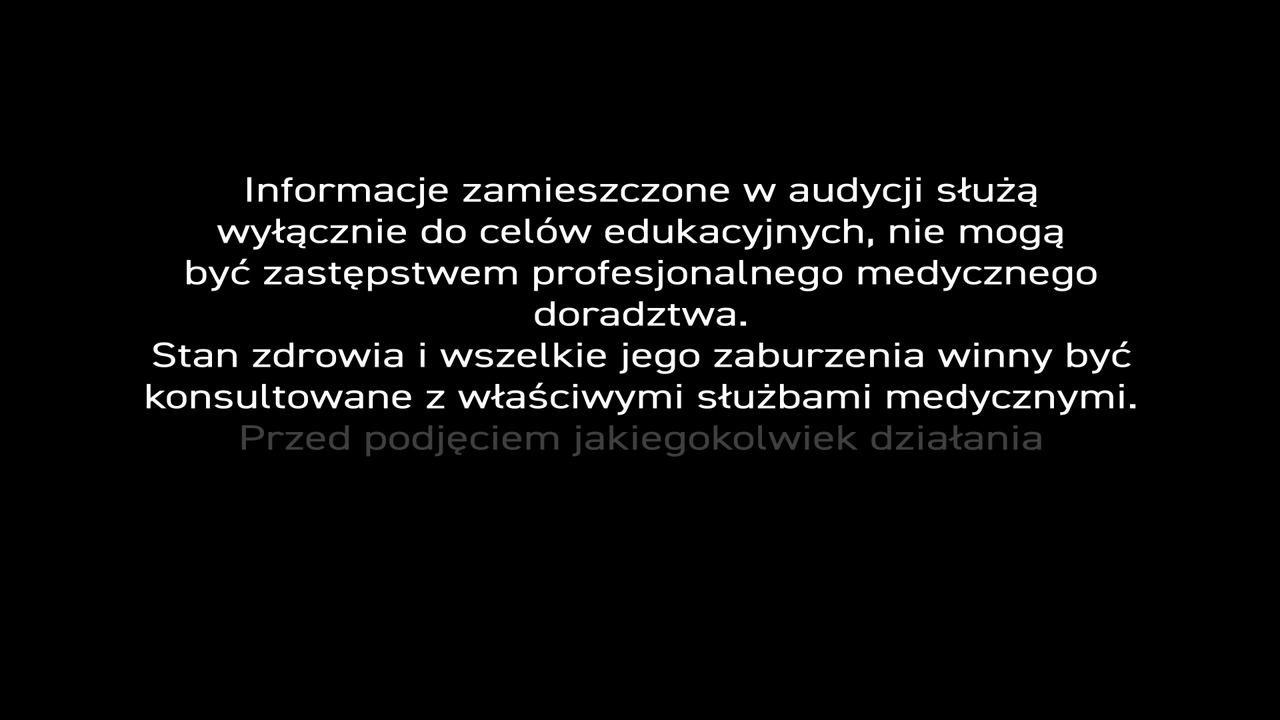 Informacje zamieszczone w audycji służą
wyłącznie do celów edukacyjnych, nie mogą
być zastępstwem profesjonalnego medycznego
doradztwa.
Stan zdrowia i wszelkie jego zaburzenia winny być
konsultowane z właściwymi służbami medycznymi.
Przed podjęciem jakiegokolwiek działania